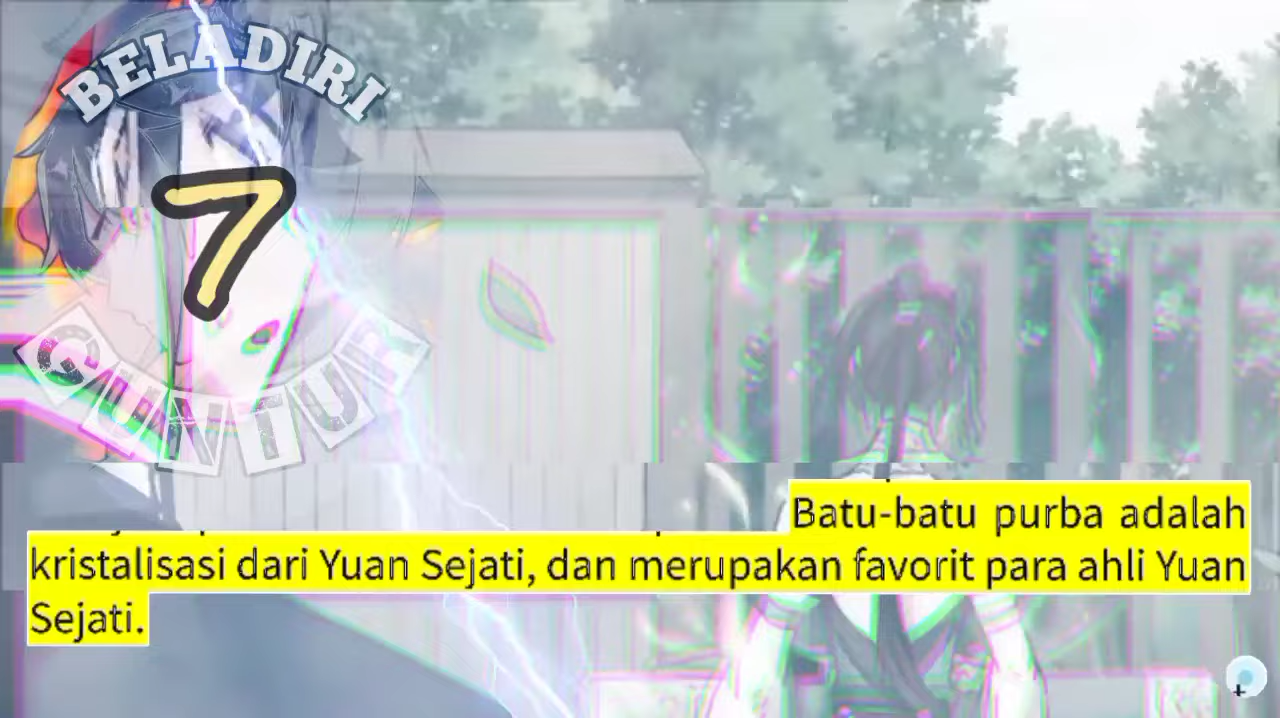 BELADIRI
7
GUNTUR
Batu-batu purba adalah
kristalisasi dari Yuan Sejati, dan merupakan favorit para ahli Yuan
Sejati.